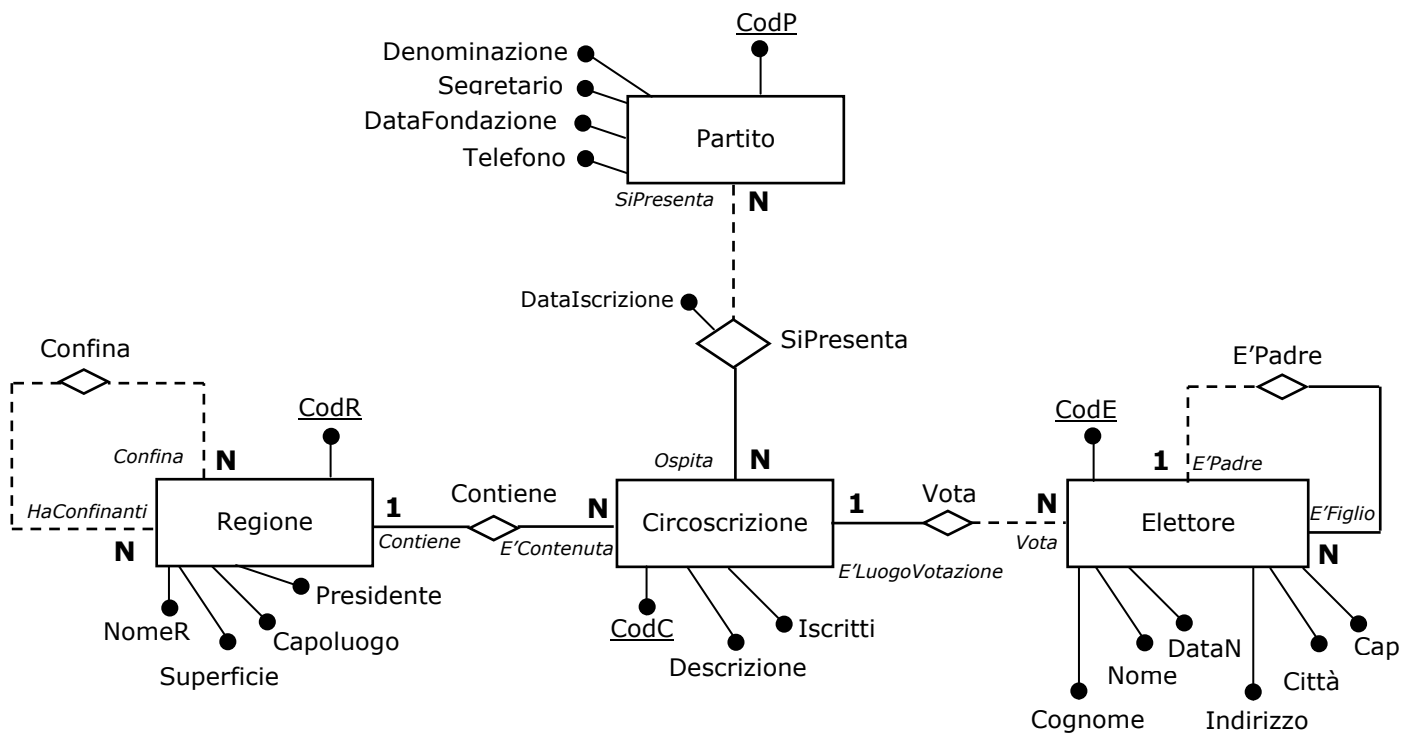 CodP
Denominazione
Segretario
DataFondazione
Telefono
Partito
SiPresenta N
DataIscrizione
SiPresenta
Confina
E'Padre
CodR
CodE
Confina N
Ospita N
1 E'Padre
HaConfinanti
N
Regione
1
Contiene
Contiene
N
E'Contenuta
Circoscrizione
1
Vota
N
Vota
E'LuogoVotazione
Elettore
E'Figlio
N
NomeR
Superficie
Capoluogo
Presidente
CodC
Descrizione
Iscritti
Cognome
Nome
DataN
Indirizzo
Città
Cap